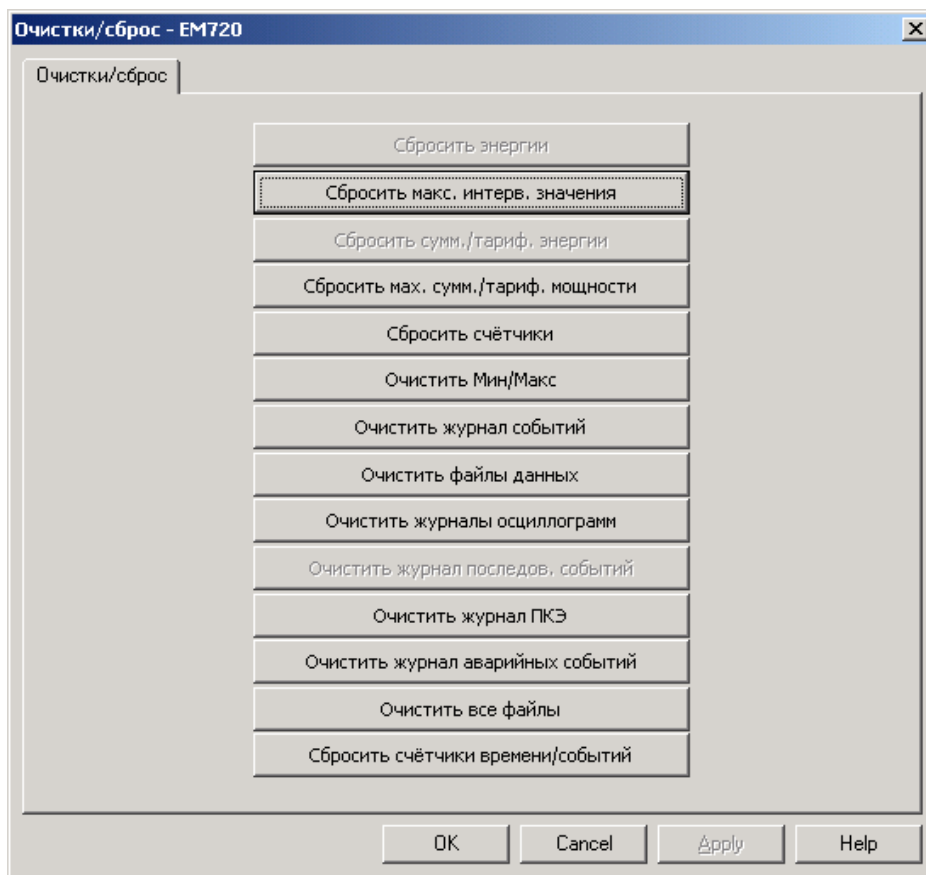 Очистки/сброс - EM720
Очистки/сброс
Сбросить энергии
Сбросить макс. интерв. значения
Сбросить сумм./тариф. энергии
Сбросить мах. сумм./тариф. мощности
Сбросить счётчики
Очистить Мин/Макс
Очистить журнал событий
Очистить файлы данных
Очистить журналы осциллограмм
Очистить журнал последов. событий
Очистить журнал ПКЭ
Очистить журнал аварийных событий
Очистить все файлы
Сбросить счётчики времени/событий
OK Cancel Apply Help